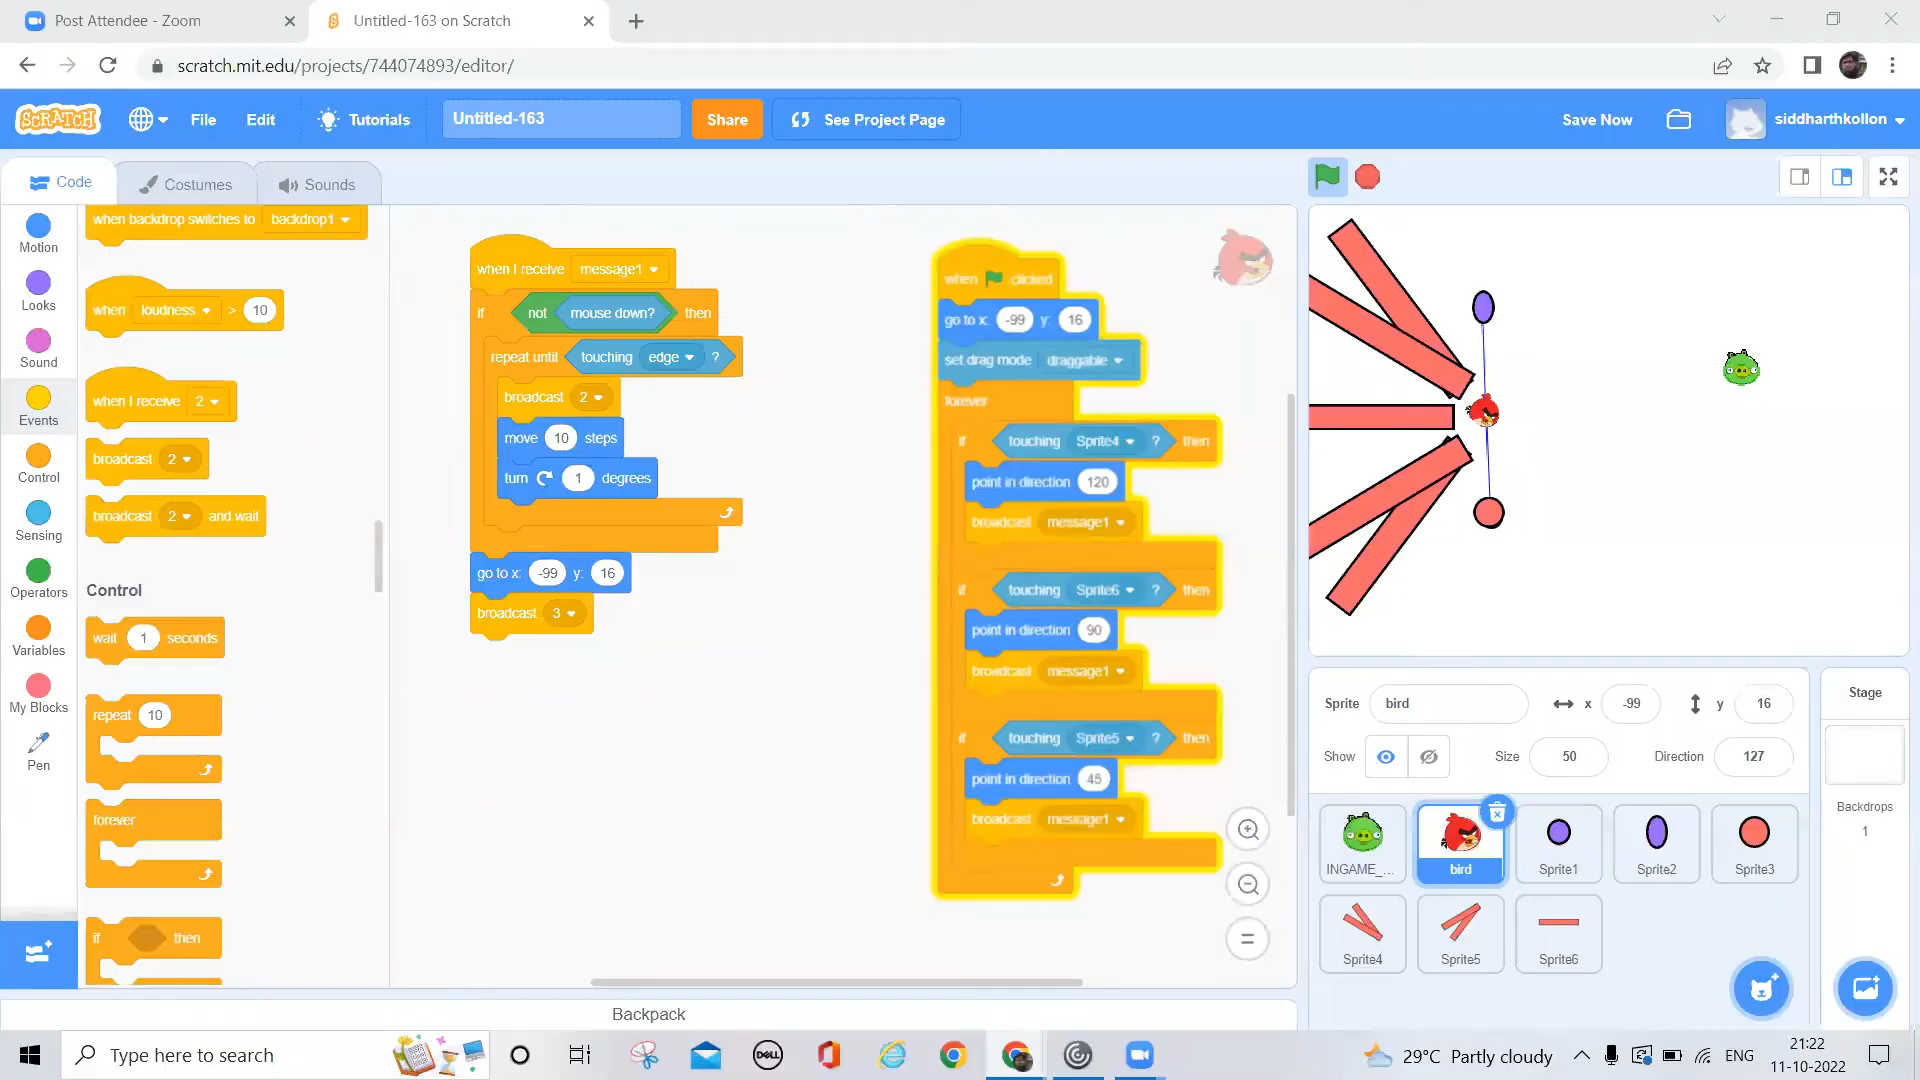 Post Attendee - Zoom
Untitled-163 on Scratch
scratch.mit.edu/projects/744074893/editor/
SCRATCH
File
Edit
Tutorials
Untitled-163
Share
See Project Page
Save Now
siddharthkollon
Code
Costumes
Sounds
Motion
Looks
Sound
Events
Control
Sensing
Operators
Variables
My Blocks
Pen
when backdrop switches to backdrop1
when loudness > 10
when I receive 2
broadcast 2
broadcast 2 and wait
Control
wait 1 seconds
repeat 10
forever
if then
when I receive message1
if not mouse down? then
repeat until touching edge ?
broadcast 2
move 10 steps
turn 1 degrees
go to x: -99 y: 16
broadcast 3
when clicked
go to x: -99 y: 16
set drag mode draggable
forever
if touching Sprite4 ? then
point in direction 120
broadcast message1
if touching Sprite6 ? then
point in direction 90
broadcast message1
if touching Sprite5 ? then
point in direction 45
broadcast message1
Backpack
Sprite bird x -99 y 16
Show Size 50 Direction 127
INGAME_...
bird
Sprite1
Sprite2
Sprite3
Sprite4
Sprite5
Sprite6
Stage
Backdrops
1
Type here to search
DELL
29°C Partly cloudy
ENG
21:22
11-10-2022